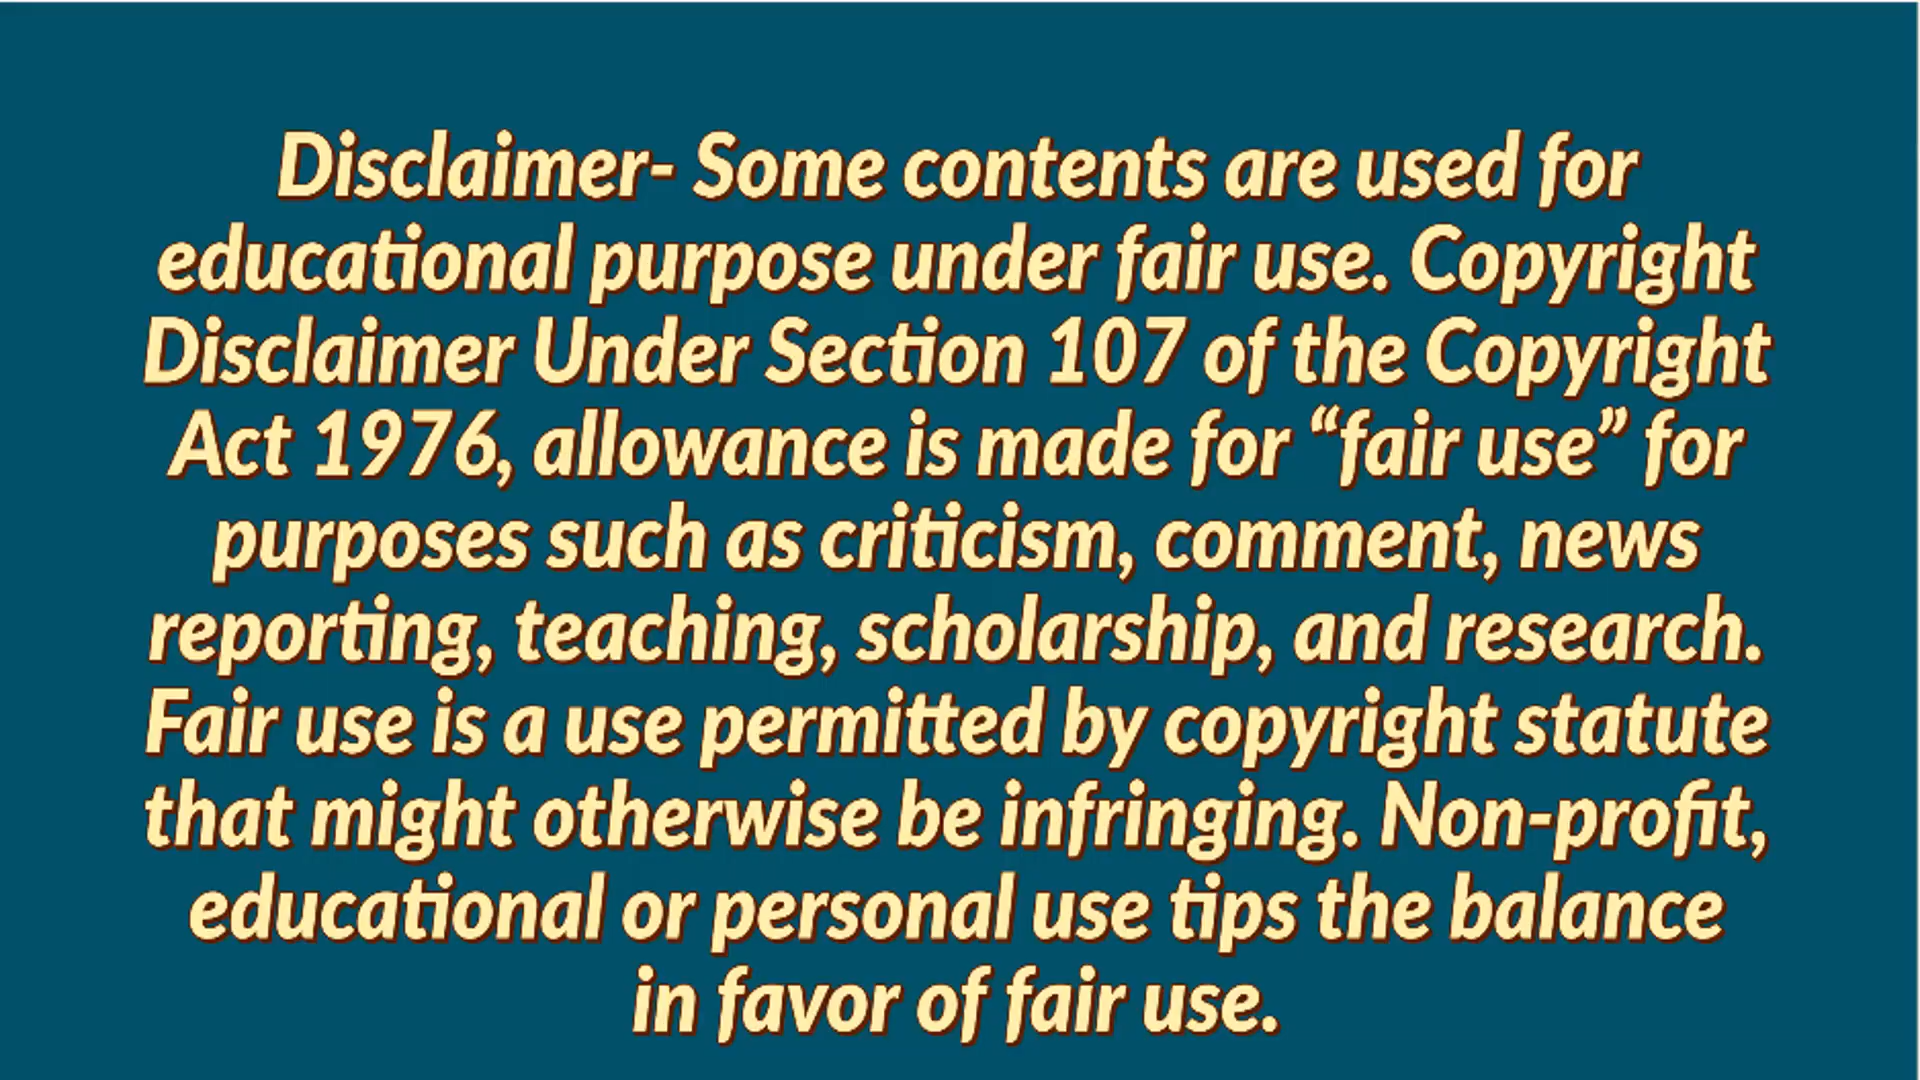 Disclaimer- Some contents are used for
educational purpose under fair use. Copyright
Disclaimer Under Section 107 of the Copyright
Act 1976, allowance is made for “fair use” for
purposes such as criticism, comment, news
reporting, teaching, scholarship, and research.
Fair use is a use permitted by copyright statute
that might otherwise be infringing. Non-profit,
educational or personal use tips the balance
in favor of fair use.